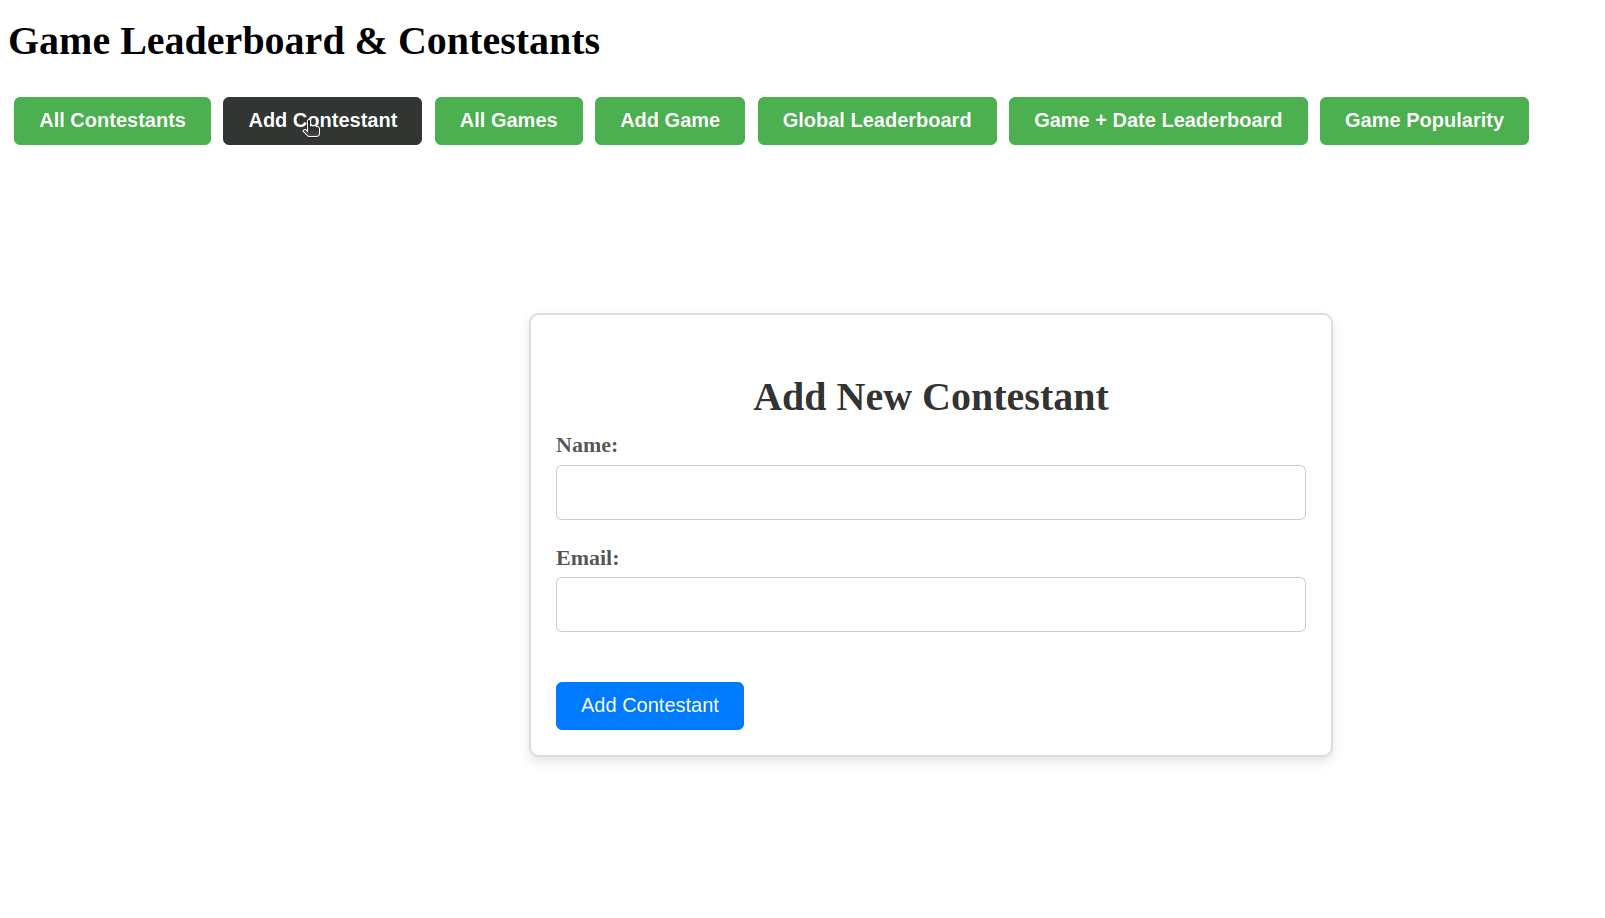 Game Leaderboard & Contestants
All Contestants Add Contestant All Games Add Game Global Leaderboard Game + Date Leaderboard Game Popularity
Add New Contestant
Name:
Email:
Add Contestant